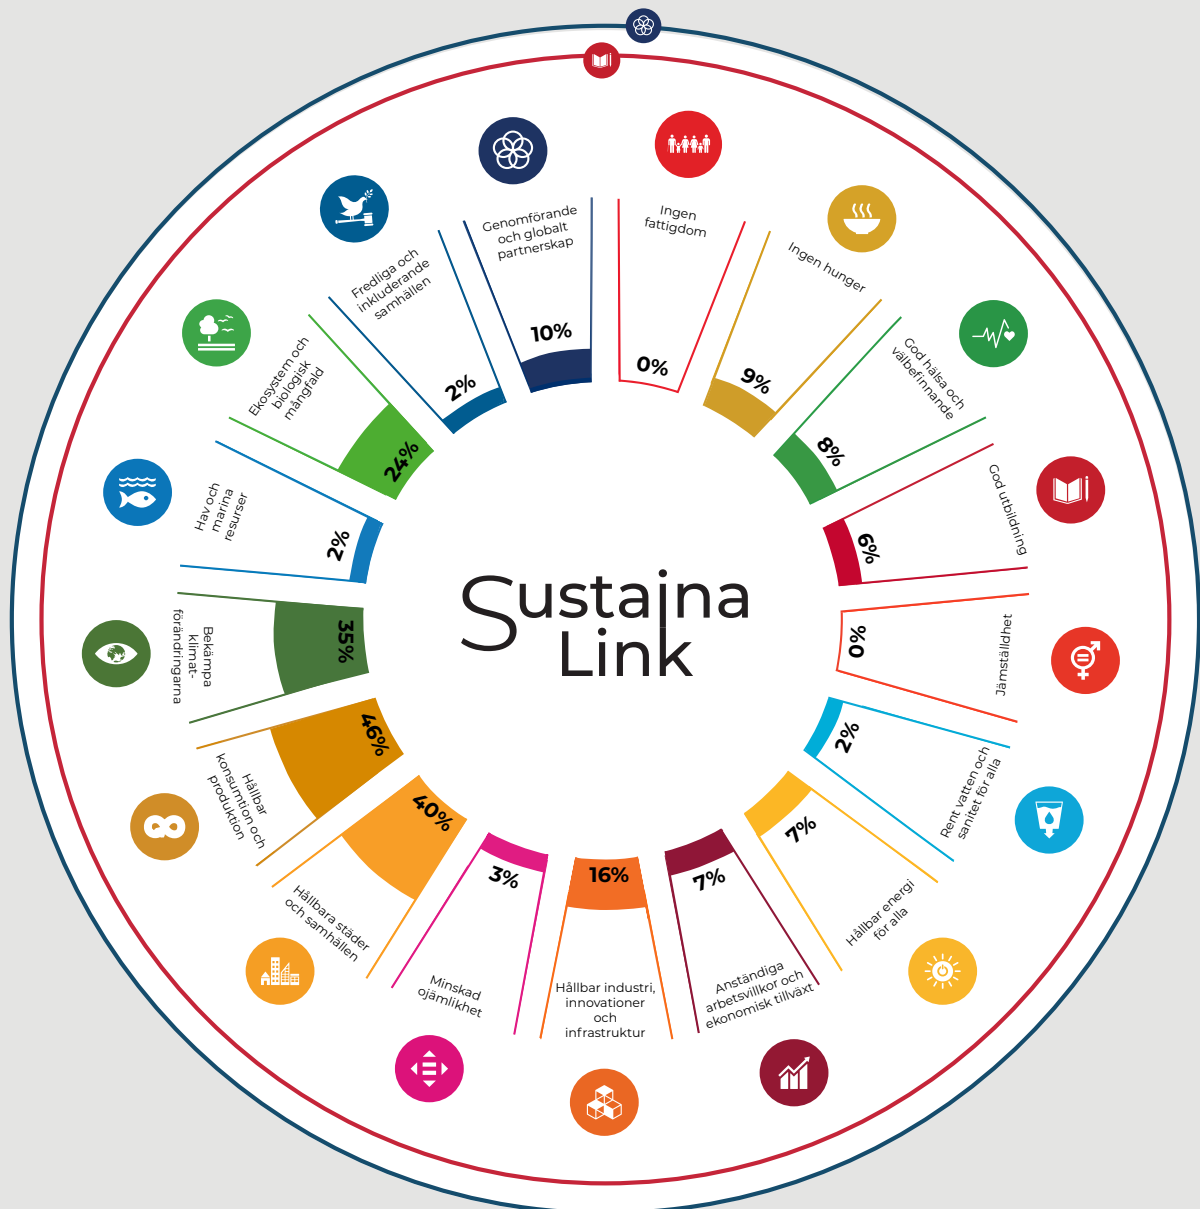 Ingen
fattigdom
0%
Ingen hunger
9%
God hälsa och
välbefinnande
8%
God utbildning
6%
Jämställdhet
0%
Rent vatten och
sanitet för alla
2%
Hållbar energi
för alla
7%
Anständiga
arbetsvillkor och
ekonomisk tillväxt
7%
Hållbar industri,
innovationer
och
infrastruktur
16%
Minskad
ojämlikhet
3%
Hållbara städer
och samhällen
40%
Hållbar
konsumtion och
produktion
46%
Bekämpa
klimat-
förändringarna
35%
Hav och
marina
resurser
2%
Ekosystem och
biologisk
mångfald
24%
Fredliga och
inkluderande
samhällen
2%
Genomförande
och globalt
partnerskap
10%
Sustajna
Link